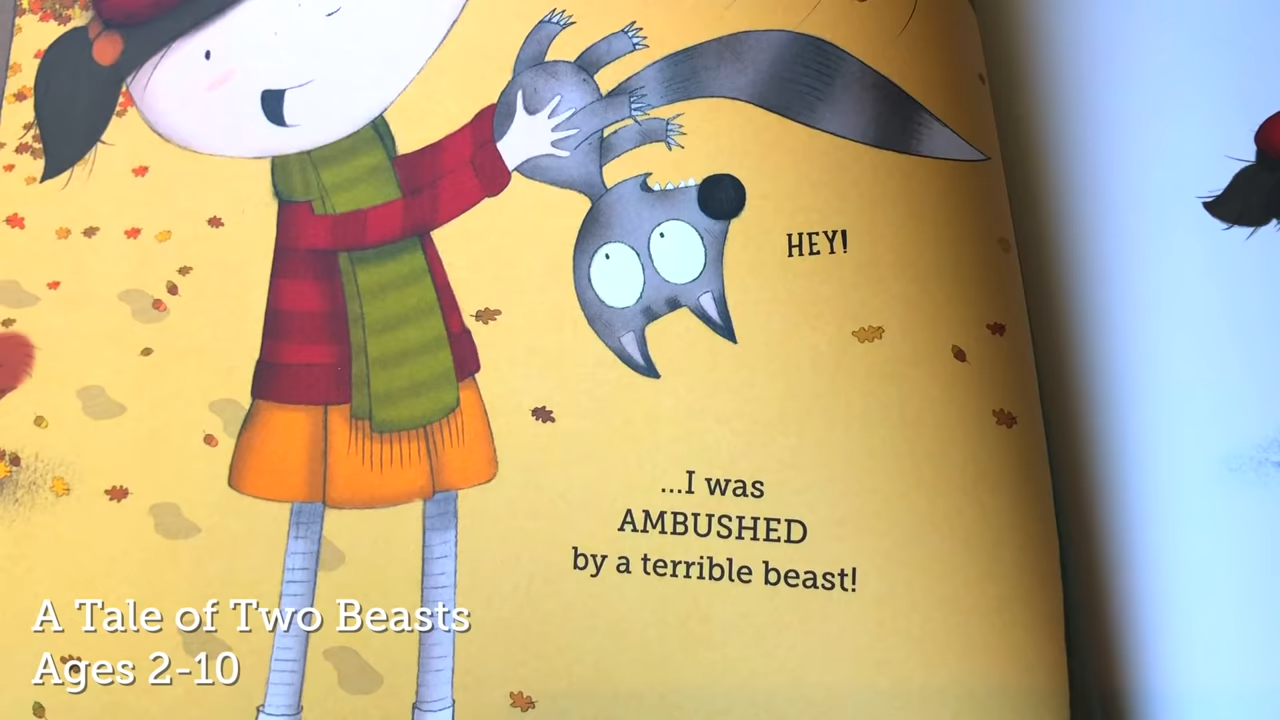 HEY!
...I was
AMBUSHED
by a terrible beast!
A Tale of Two Beasts
Ages 2-10